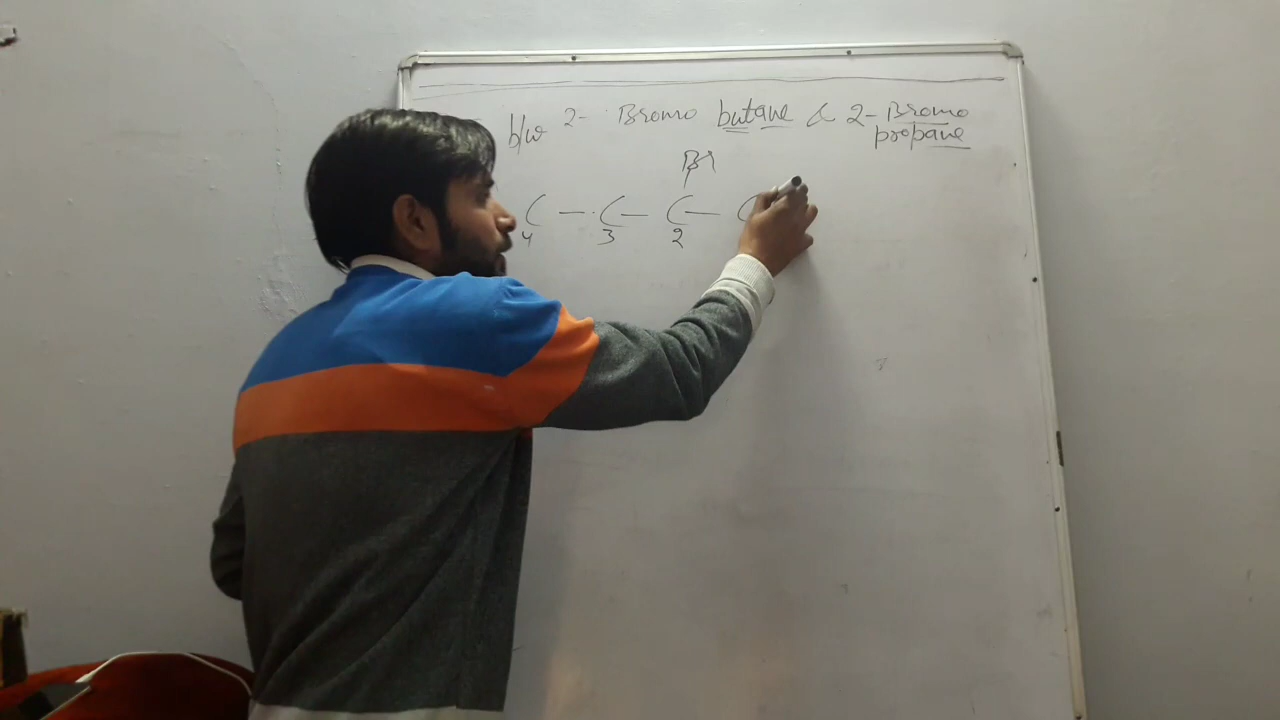 b/w 2- Bromo butane & 2- Bromo
propane
Br
C — C — C — C
4 3 2